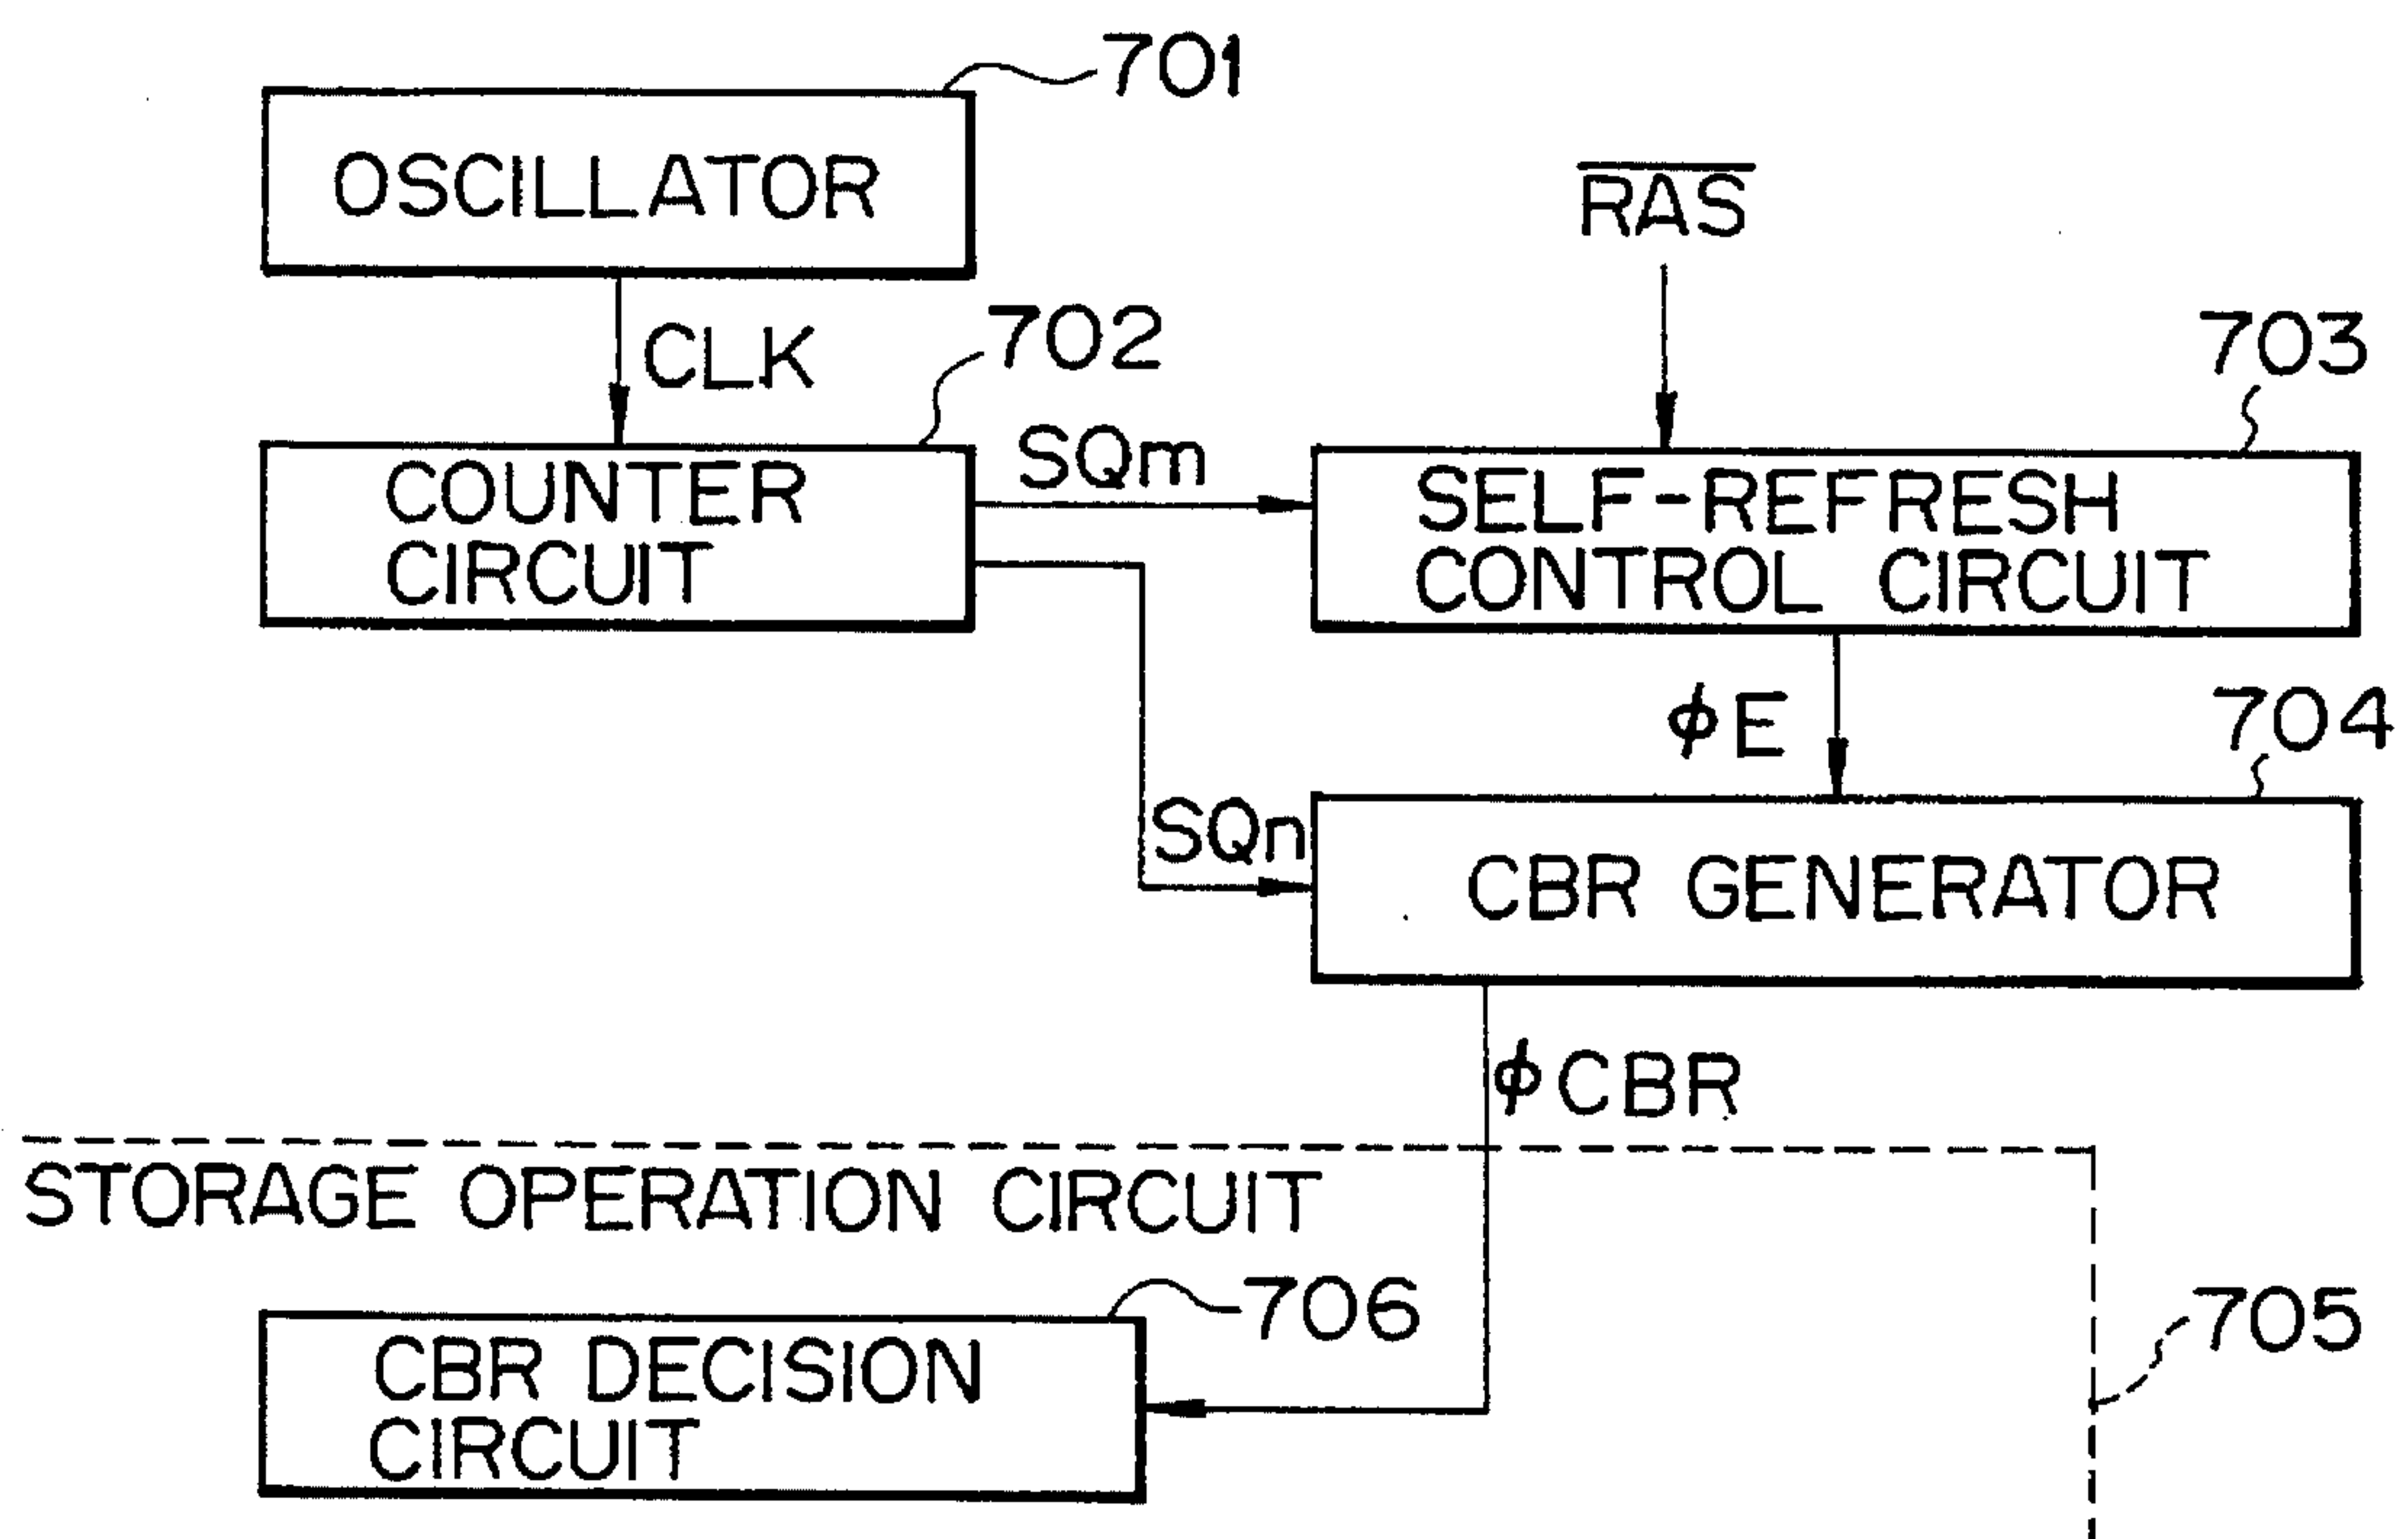 701
OSCILLATOR
R̅A̅S̅
CLK
702
703
SQm
COUNTER
CIRCUIT
SELF-REFRESH
CONTROL CIRCUIT
φE
704
SQn
CBR GENERATOR
φCBR
STORAGE OPERATION CIRCUIT
706
705
CBR DECISION
CIRCUIT